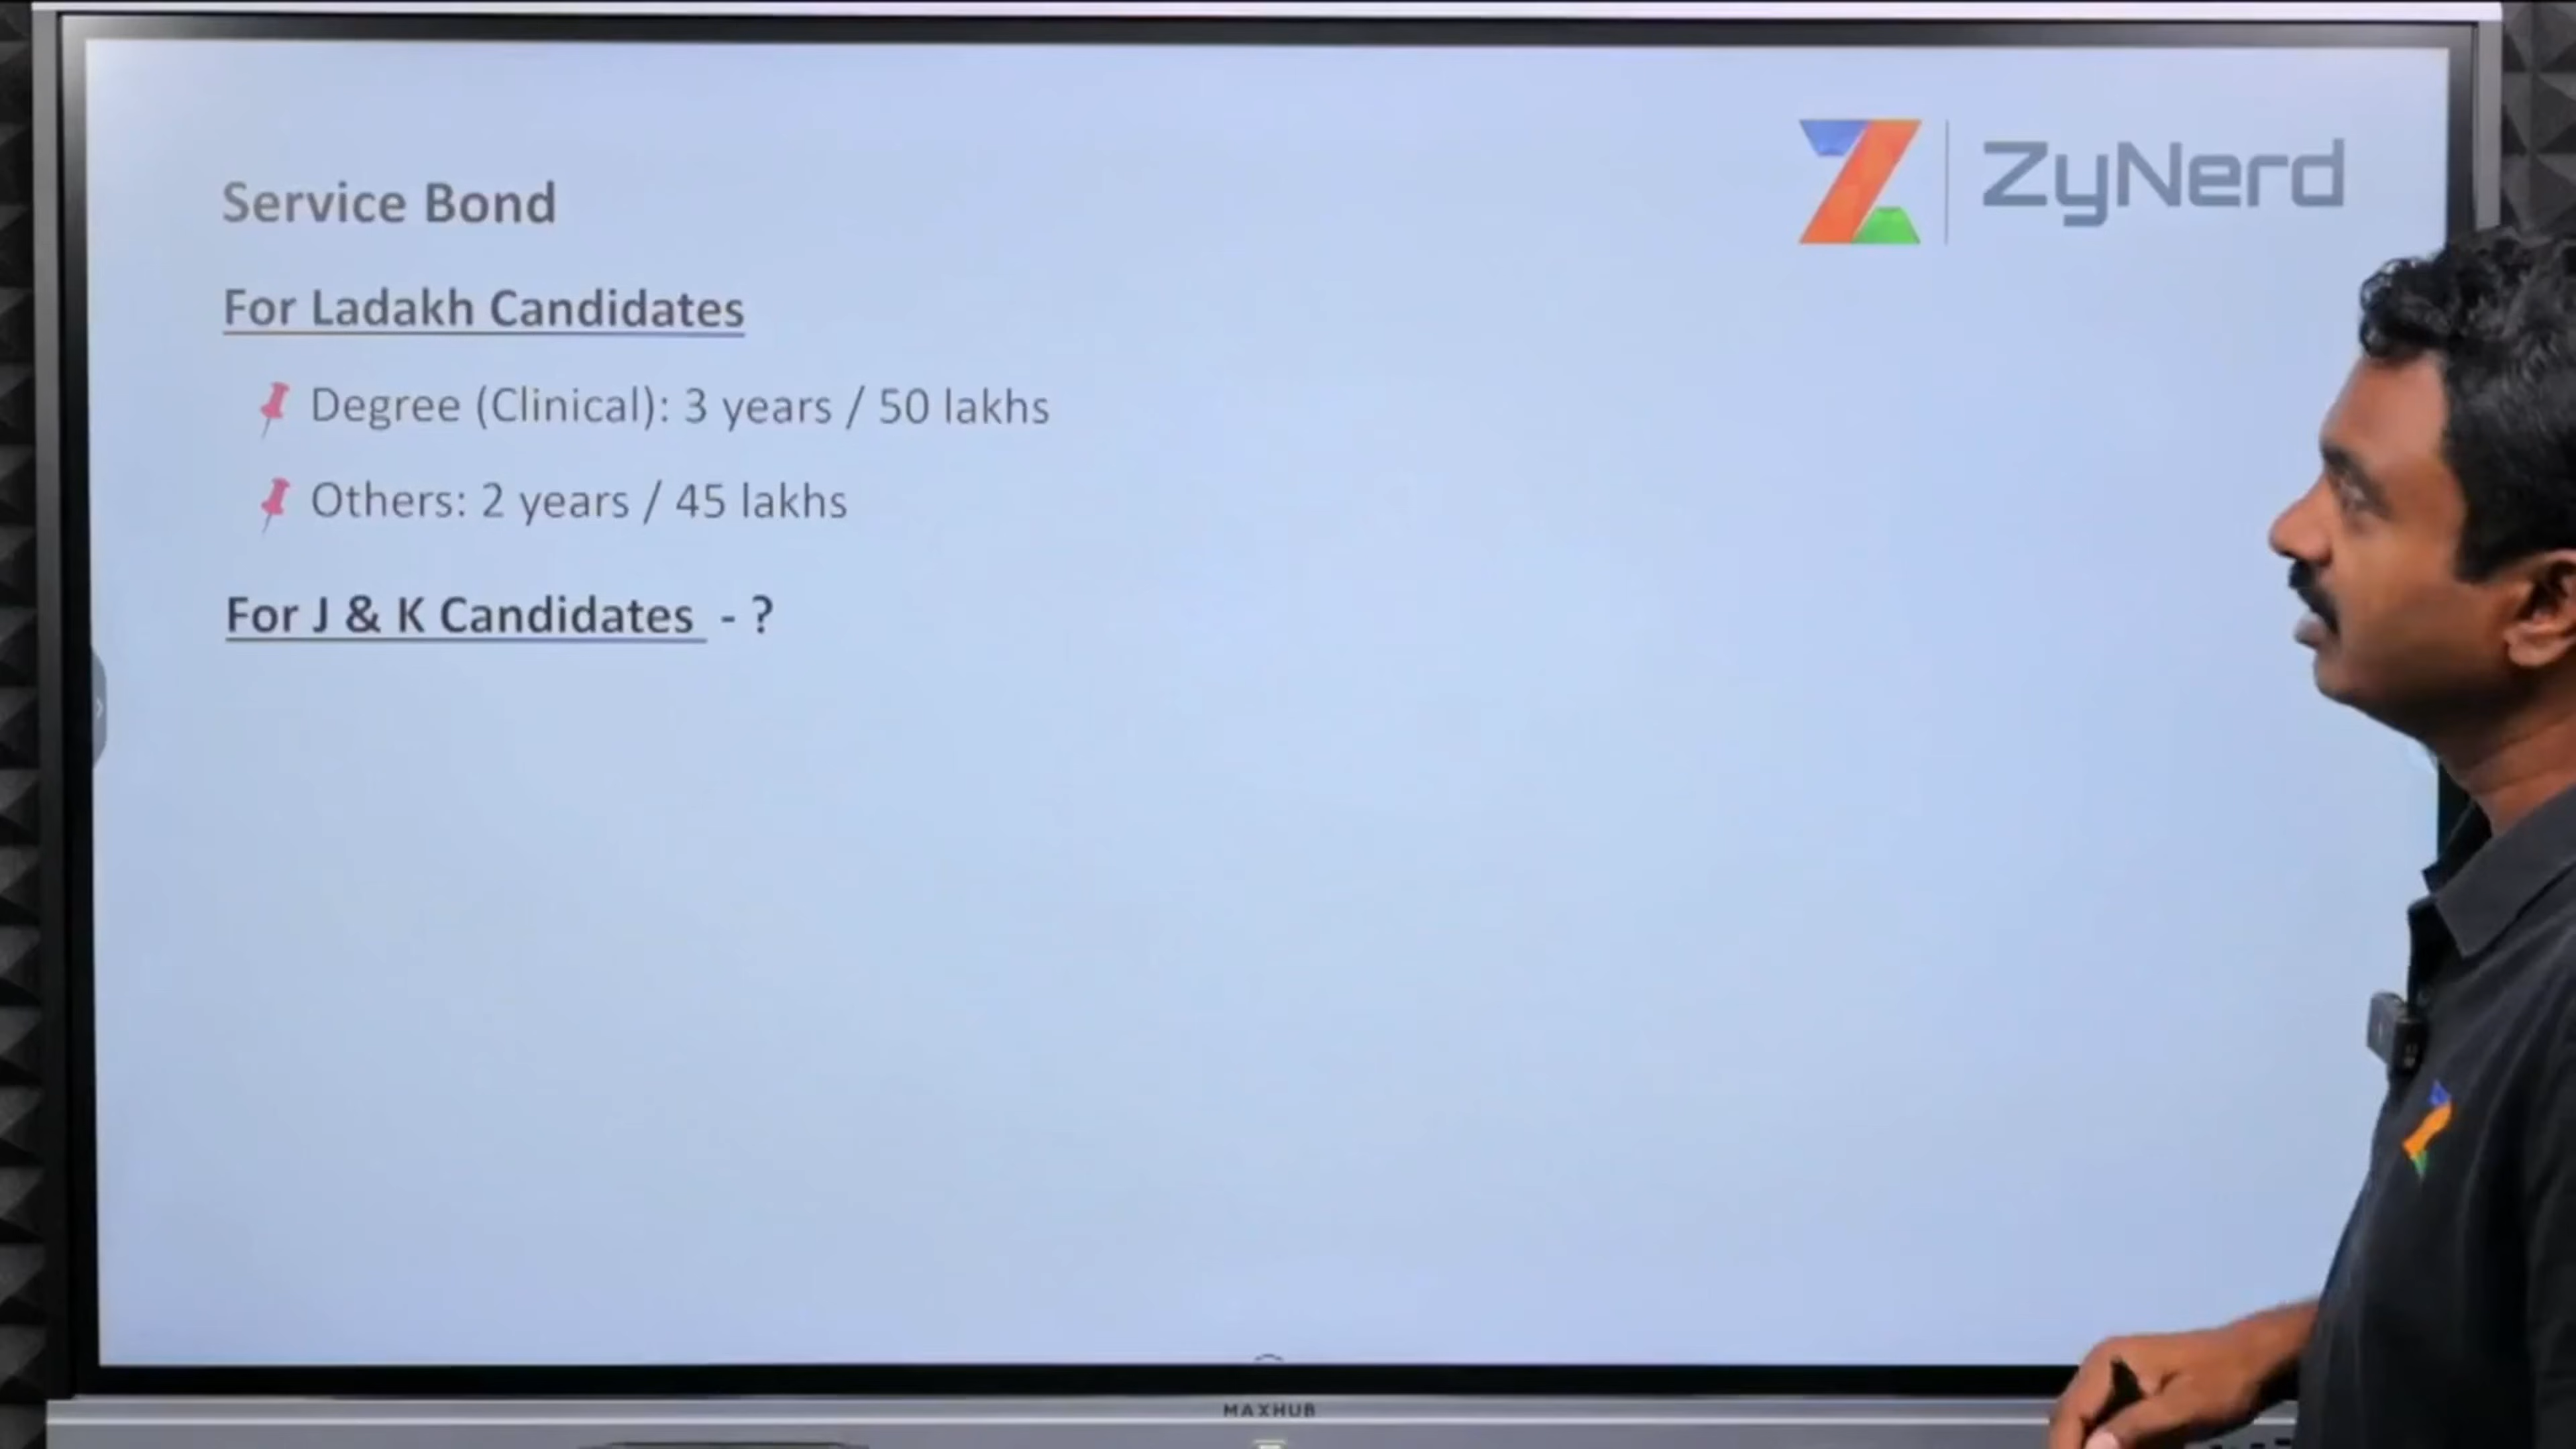 ZyNerd
Service Bond
For Ladakh Candidates
Degree (Clinical): 3 years / 50 lakhs
Others: 2 years / 45 lakhs
For J & K Candidates - ?
MAXHUB